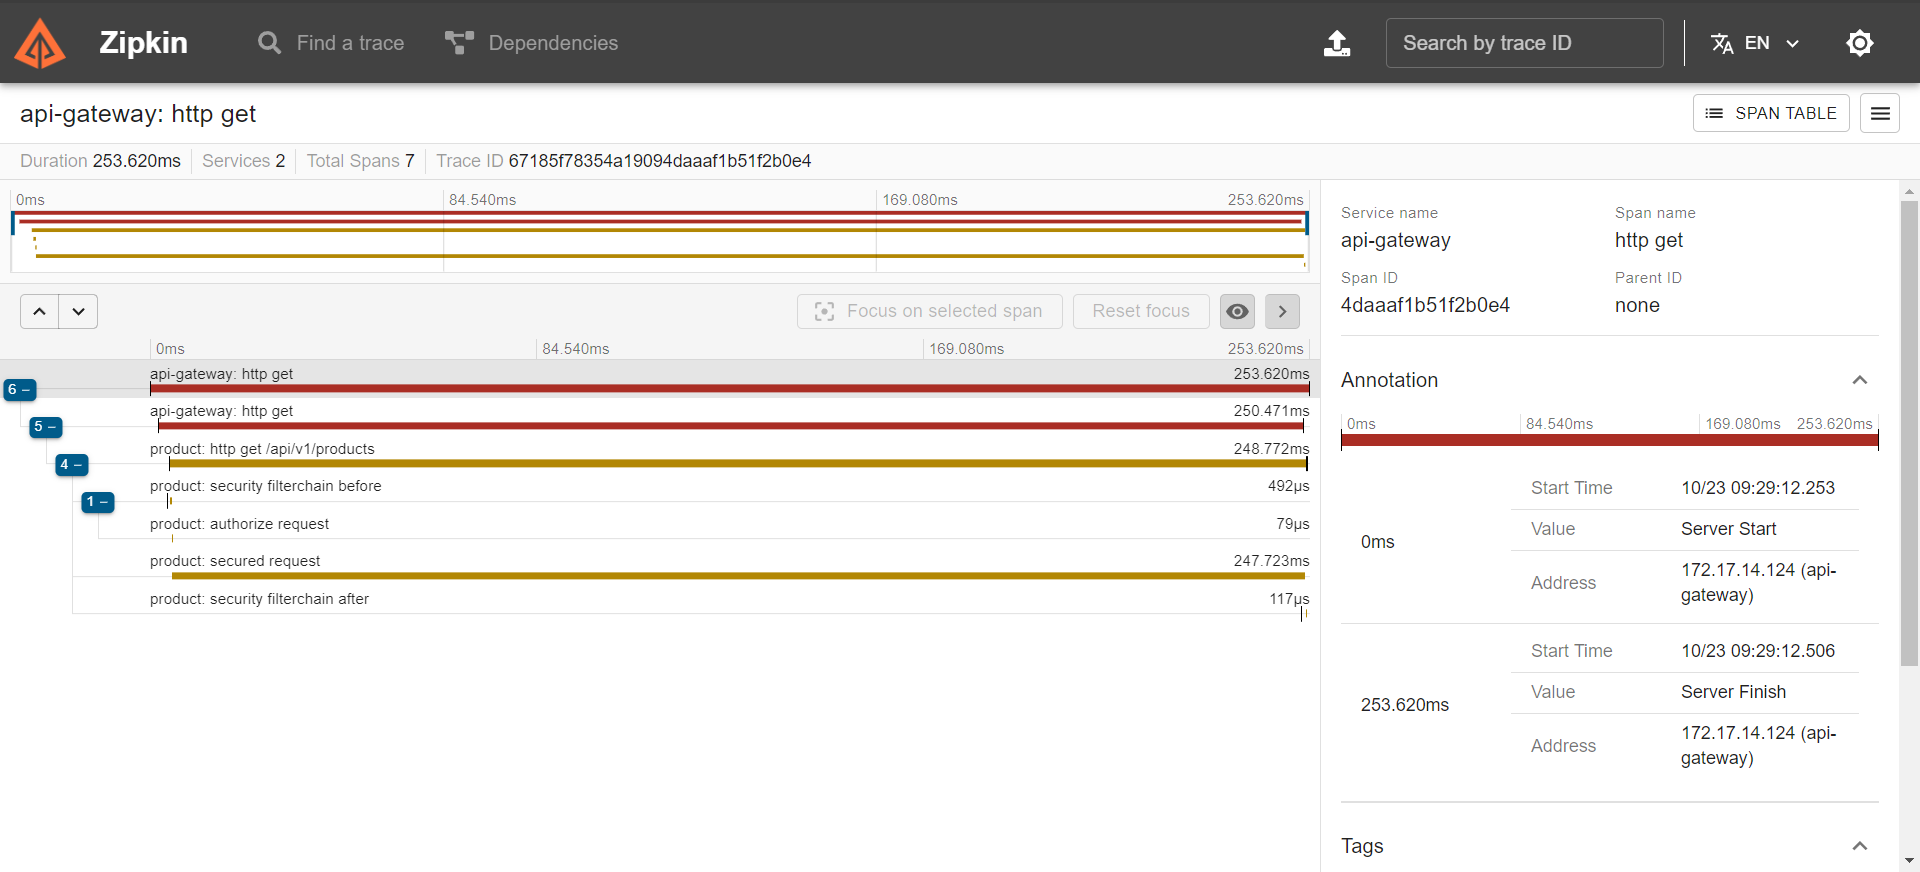 Zipkin
Find a trace
Dependencies
Search by trace ID
EN
api-gateway: http get
SPAN TABLE
Duration 253.620ms
Services 2
Total Spans 7
Trace ID 67185f78354a19094daaaf1b51f2b0e4
0ms 84.540ms 169.080ms 253.620ms
Focus on selected span
Reset focus
0ms 84.540ms 169.080ms 253.620ms
6 −
api-gateway: http get 253.620ms
5 −
api-gateway: http get 250.471ms
4 −
product: http get /api/v1/products 248.772ms
1 −
product: security filterchain before 492µs
product: authorize request 79µs
product: secured request 247.723ms
product: security filterchain after 117µs
Service name Span name
api-gateway http get
Span ID Parent ID
4daaaf1b51f2b0e4 none
Annotation
0ms 84.540ms 169.080ms 253.620ms
0ms
Start Time 10/23 09:29:12.253
Value Server Start
Address 172.17.14.124 (api-
gateway)
253.620ms
Start Time 10/23 09:29:12.506
Value Server Finish
Address 172.17.14.124 (api-
gateway)
Tags